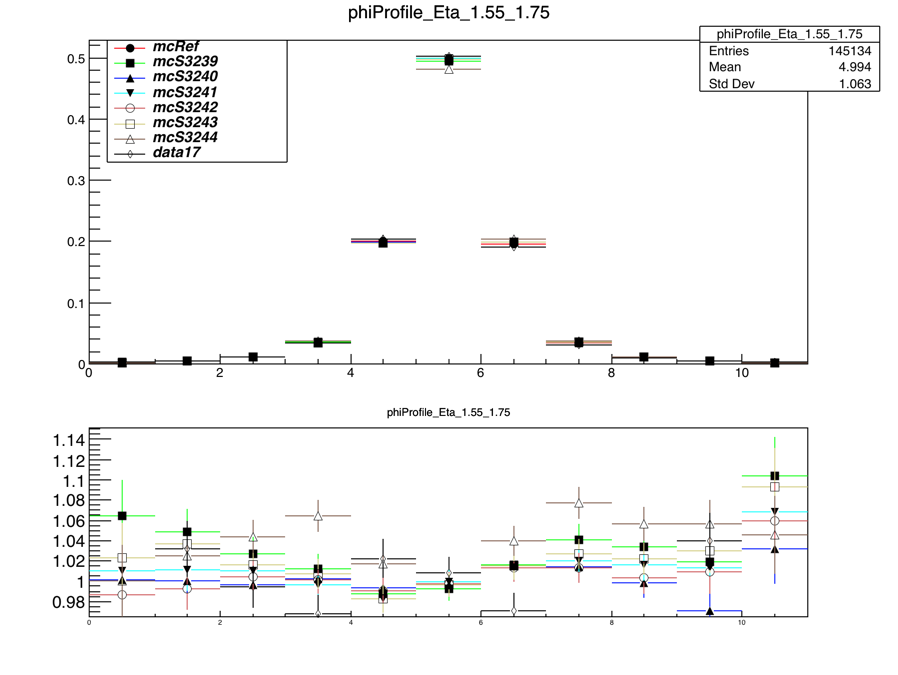 phiProfile_Eta_1.55_1.75
phiProfile_Eta_1.55_1.75
Entries 145134
Mean 4.994
Std Dev 1.063
mcRef
mcS3239
mcS3240
mcS3241
mcS3242
mcS3243
mcS3244
data17
0.5
0.4
0.3
0.2
0.1
0
0 2 4 6 8 10
phiProfile_Eta_1.55_1.75
1.14
1.12
1.1
1.08
1.06
1.04
1.02
1
0.98
0 2 4 6 8 10